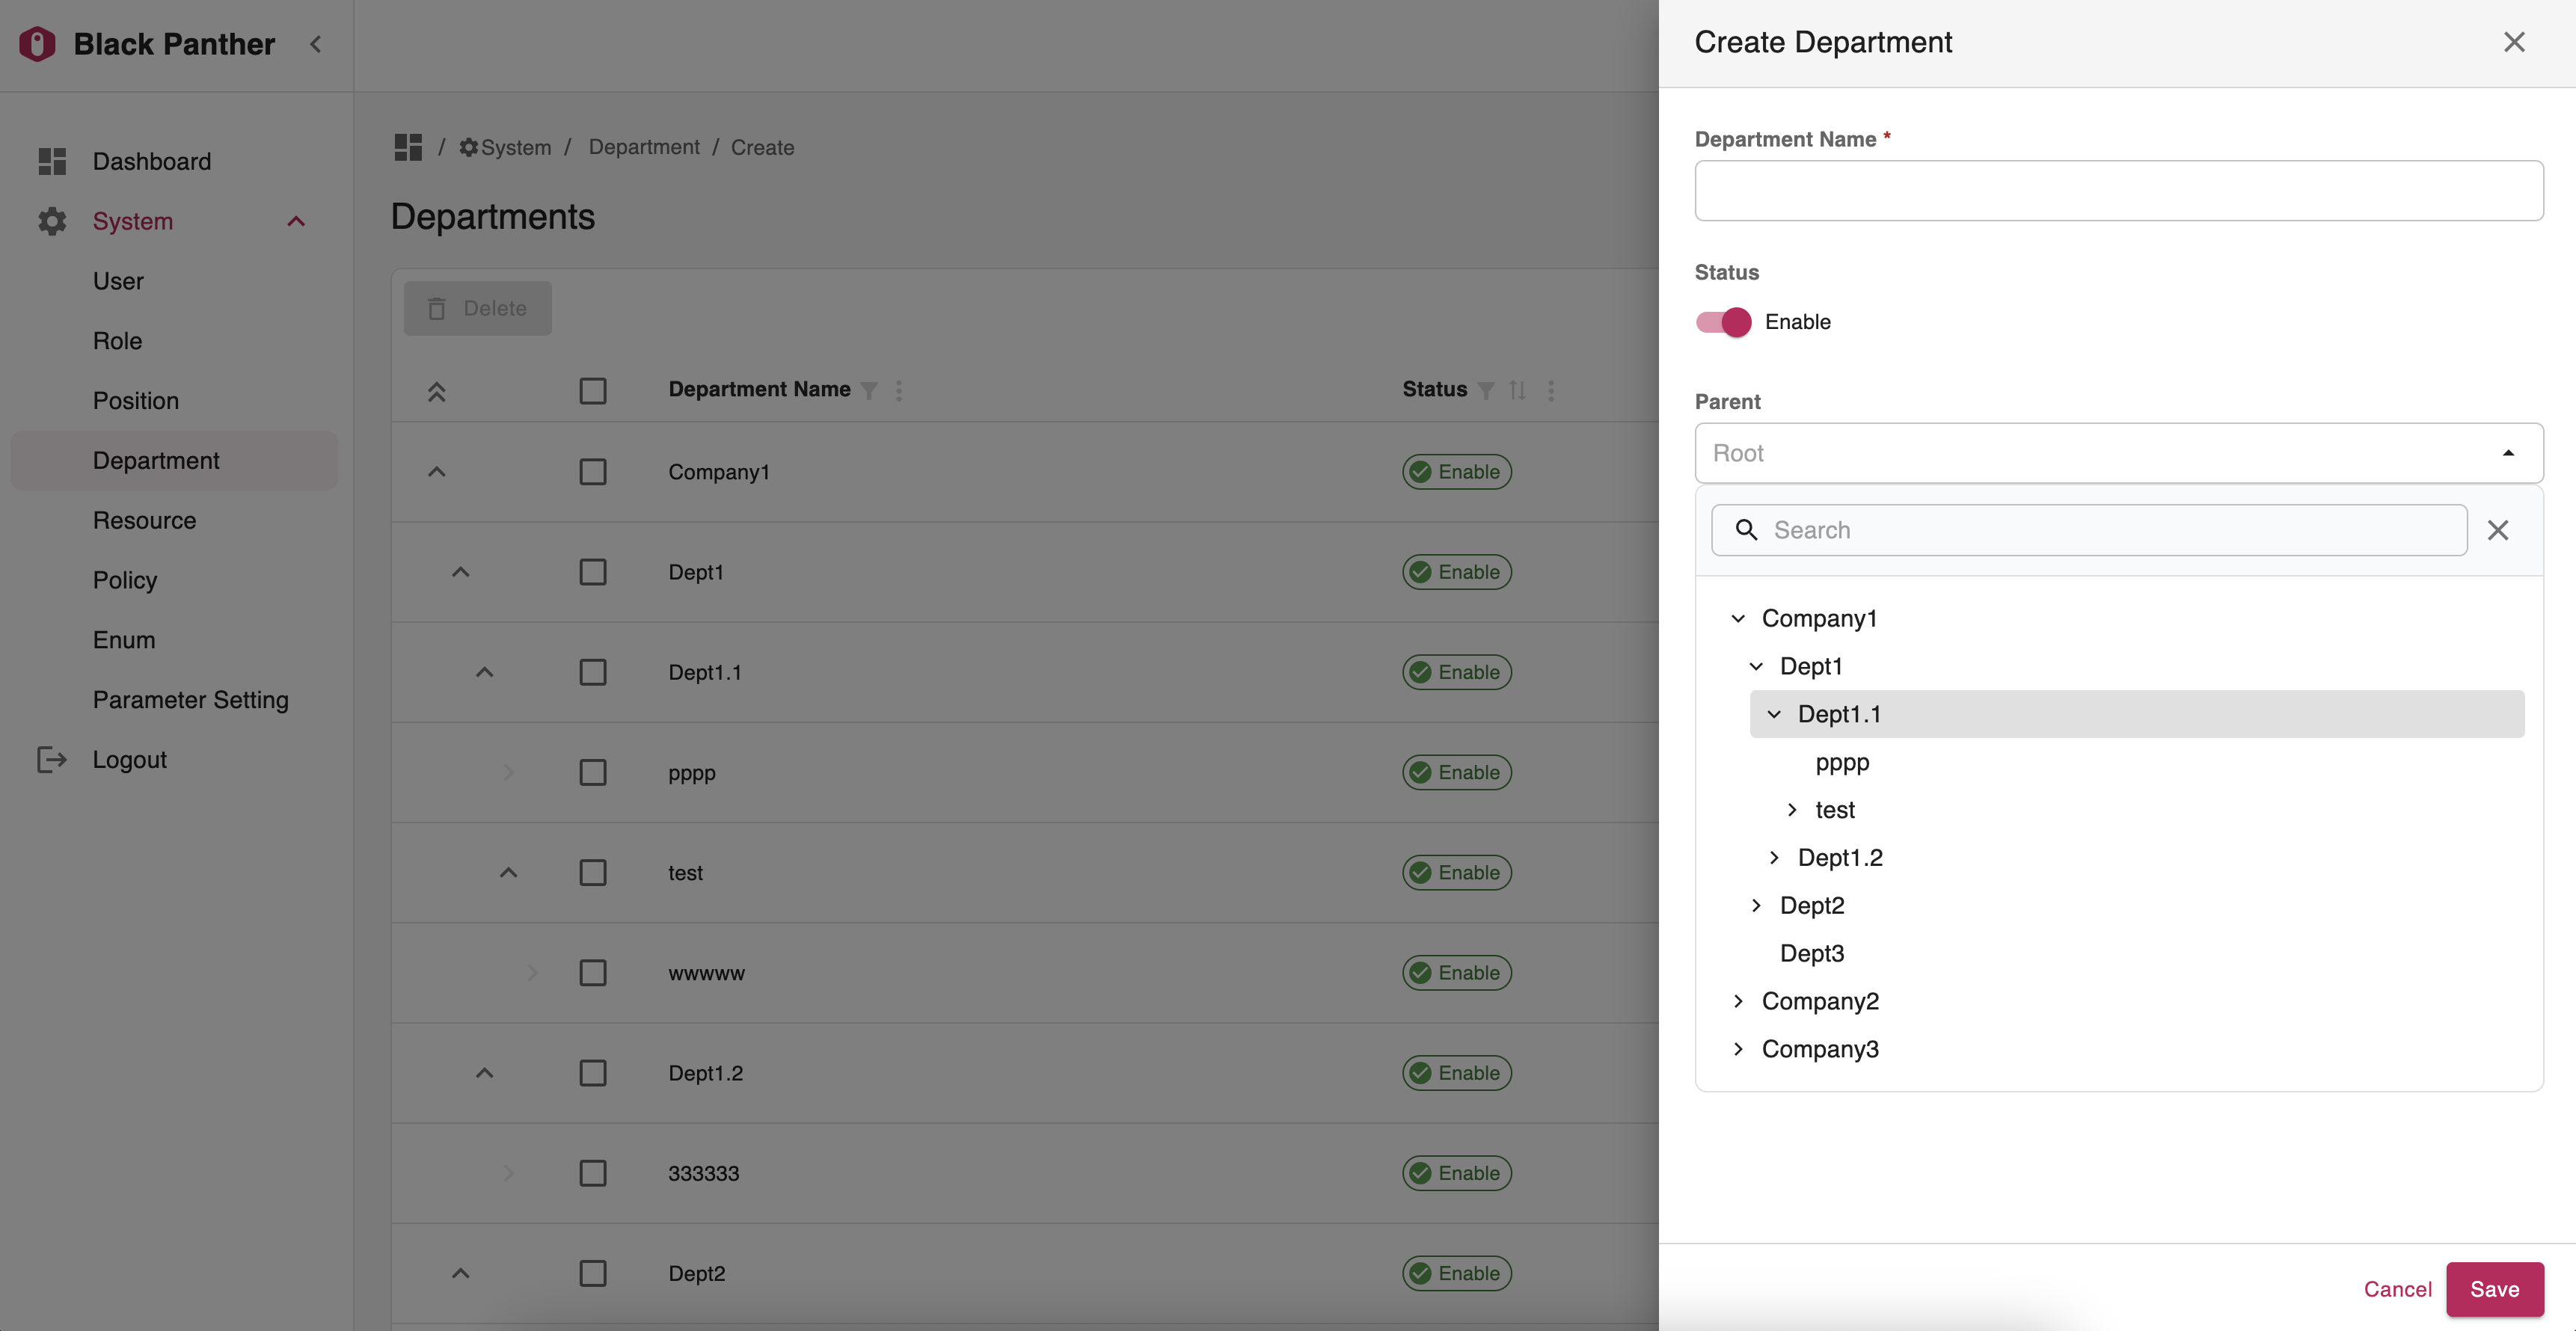 Black Panther
Dashboard
System
User
Role
Position
Department
Resource
Policy
Enum
Parameter Setting
Logout
/ System / Department / Create
Departments
Delete
Department Name Status
Company1 Enable
Dept1 Enable
Dept1.1 Enable
pppp Enable
test Enable
wwwww Enable
Dept1.2 Enable
333333 Enable
Dept2 Enable
Create Department
Department Name *
Status
Enable
Parent
Root
Search
Company1
Dept1
Dept1.1
pppp
test
Dept1.2
Dept2
Dept3
Company2
Company3
Cancel Save